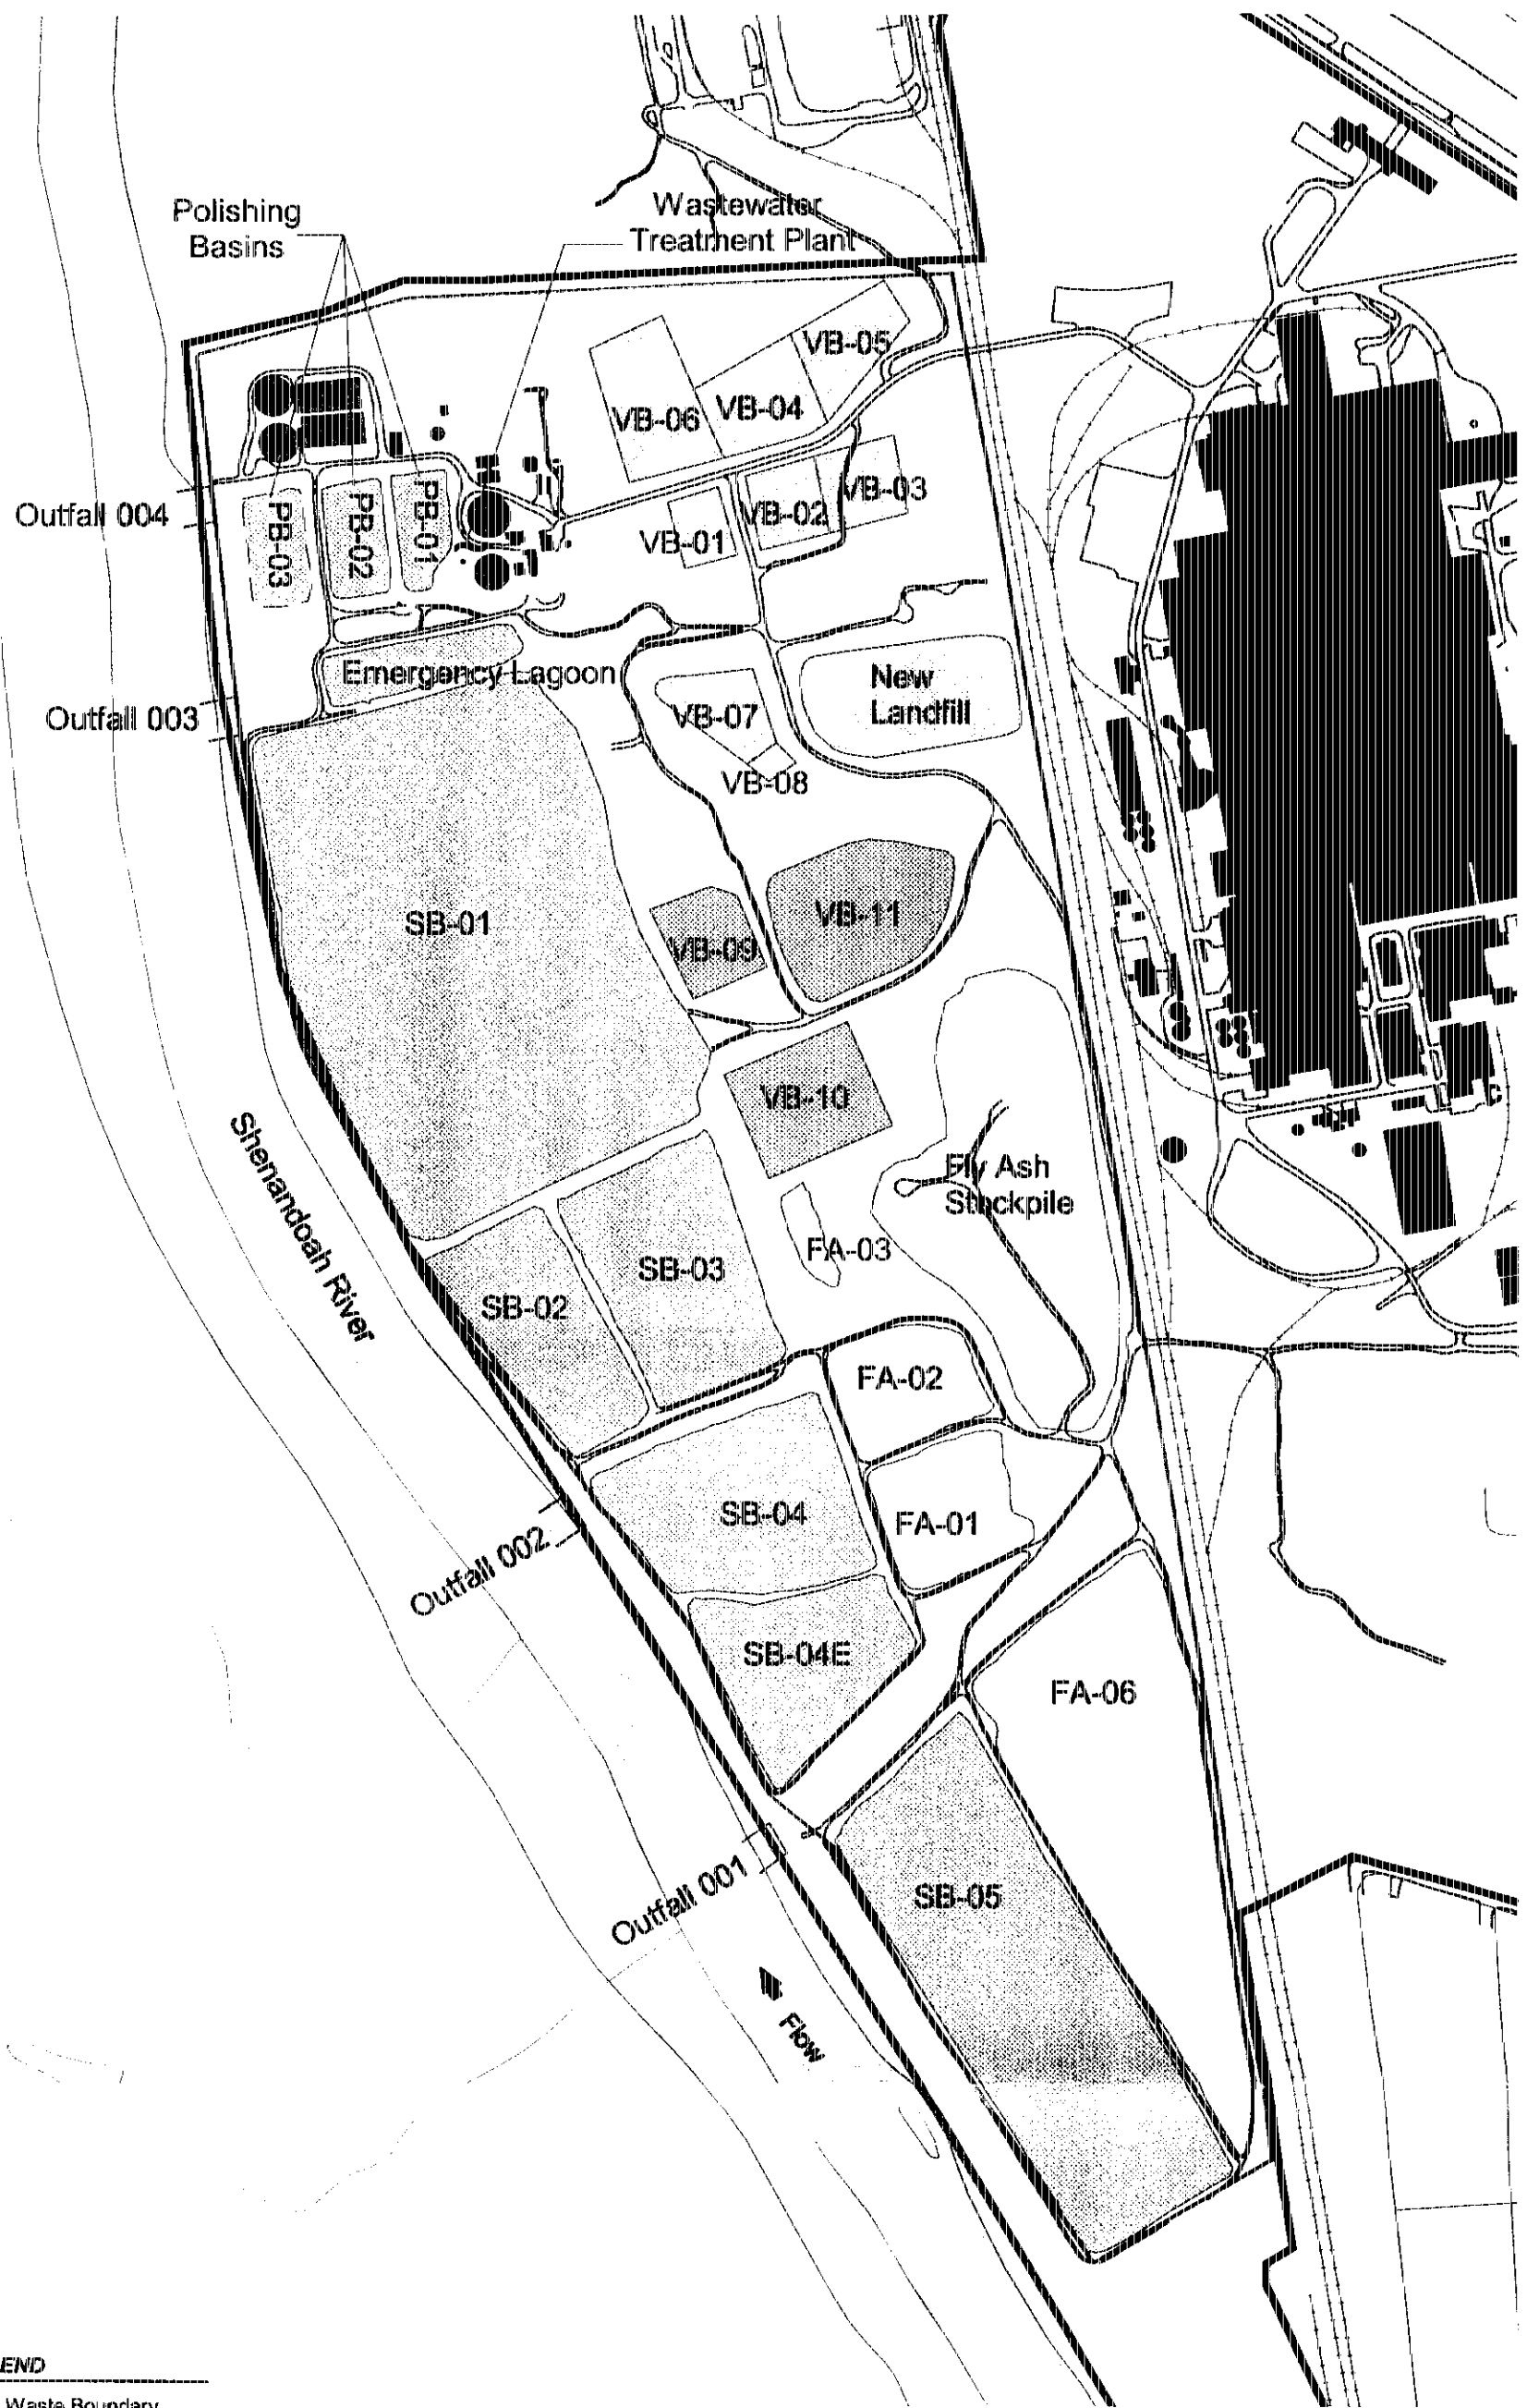 Polishing
Basins
Wastewater
Treatment Plant
VB-05
VB-04
VB-06
VB-03
VB-02
VB-01
Outfall 004
PB-03
PB-02
PB-01
Emergency Lagoon
New
Landfill
Outfall 003
VB-07
VB-08
SB-01
VB-11
VB-09
VB-10
Shenandoah River
Fly Ash
Stockpile
FA-03
SB-03
SB-02
FA-02
SB-04
FA-01
Outfall 002
SB-04E
FA-06
SB-05
Outfall 001
Flow
END
Waste Boundary